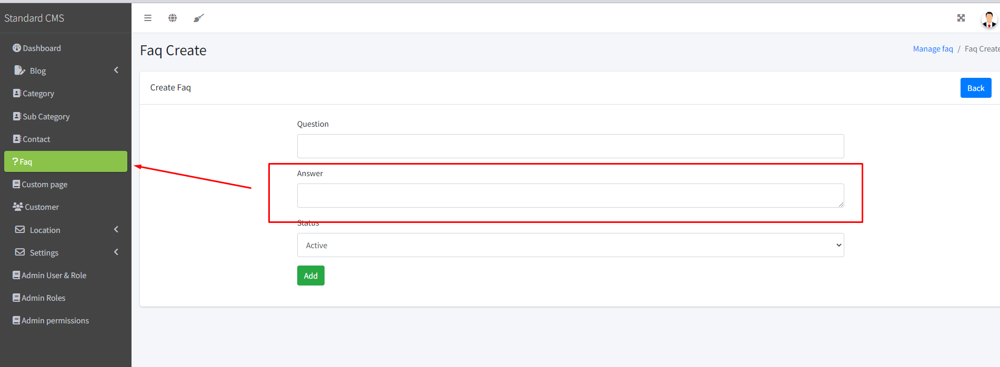 Standard CMS
Dashboard
Blog
Category
Sub Category
Contact
? Faq
Custom page
Customer
Location
Settings
Admin User & Role
Admin Roles
Admin permissions
Faq Create
Manage faq / Faq Create
Create Faq
Back
Question
Answer
Status
Active
Add